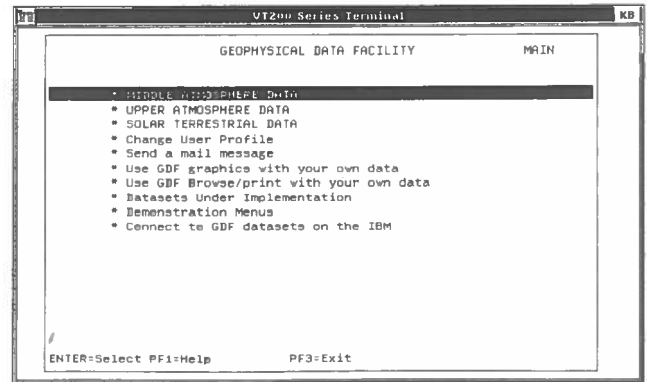 VT200 Series Terminal KB
GEOPHYSICAL DATA FACILITY MAIN
* MIDDLE ATMOSPHERE DATA
* UPPER ATMOSPHERE DATA
* SOLAR TERRESTRIAL DATA
* Change User Profile
* Send a mail message
* Use GDF graphics with your own data
* Use GDF Browse/print with your own data
* Datasets Under Implementation
* Demonstration Menus
* Connect to GDF datasets on the IBM
ENTER=Select PF1=Help PF3=Exit